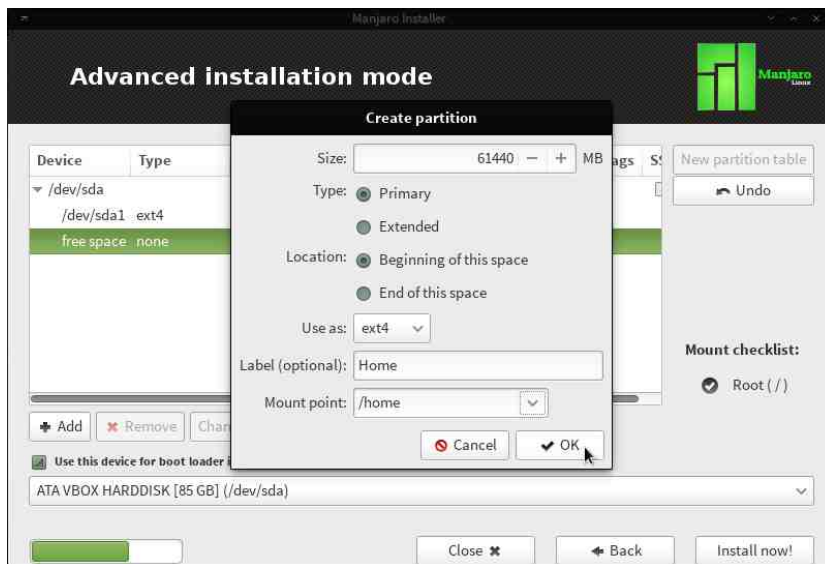 Manjaro Installer
Advanced installation mode
Manjaro
Linux
Create partition
Size: 61440 MB
Type: Primary
Extended
Location: Beginning of this space
End of this space
Use as: ext4
Label (optional): Home
Mount point: /home
Cancel OK
Device Type
/dev/sda
/dev/sda1 ext4
free space none
New partition table
Undo
Mount checklist:
Root ( / )
Add Remove
Use this device for boot loader
ATA VBOX HARDDISK [85 GB] (/dev/sda)
Close Back Install now!